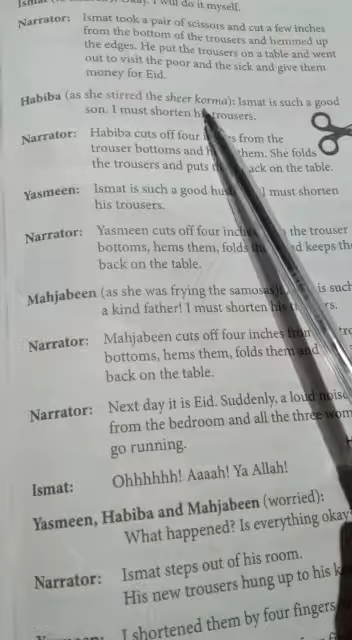 I will do it myself.
Narrator: Ismat took a pair of scissors and cut a few inches
from the bottom of the trousers and hemmed up
the edges. He put the trousers on a table and went
out to visit the poor and the sick and give them
money for Eid.
Habiba (as she stirred the sheer korma): Ismat is such a good
son. I must shorten his trousers.
Narrator: Habiba cuts off four from the
trouser bottoms and them. She folds
the trousers and puts back on the table.
Yasmeen: Ismat is such a good I must shorten
his trousers.
Narrator: Yasmeen cuts off four inches the trouser
bottoms, hems them, folds and keeps
back on the table.
Mahjabeen (as she was frying the samosas): is such
a kind father! I must shorten his
Narrator: Mahjabeen cuts off four inches from
bottoms, hems them, folds them and
back on the table.
Narrator: Next day it is Eid. Suddenly, a loud noise
from the bedroom and all the three
go running.
Ismat: Ohhhhhh! Aaaah! Ya Allah!
Yasmeen, Habiba and Mahjabeen (worried):
What happened? Is everything okay
Narrator: Ismat steps out of his room.
His new trousers hung up to his
I shortened them by four fingers